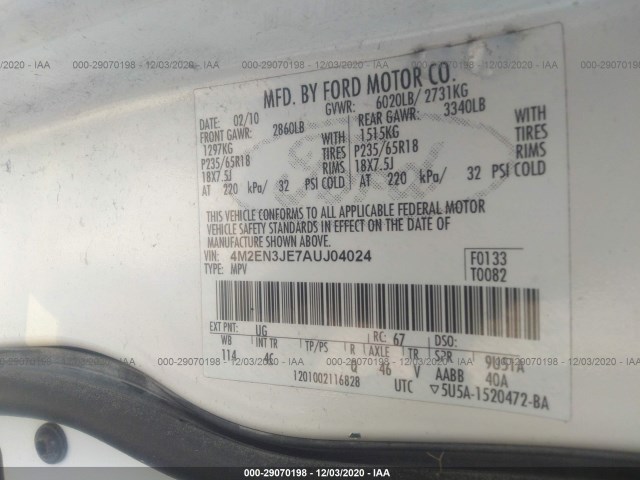 000-29070198 - 12/03/2020 - IAA
MFD. BY FORD MOTOR CO.
DATE: 02/10 GVWR: 6020LB/ 2731KG
FRONT GAWR: 2860LB REAR GAWR: 3340LB
1297KG WITH 1515KG WITH
P235/65R18 TIRES P235/65R18 TIRES
18X7.5J RIMS 18X7.5J RIMS
AT 220 kPa/ 32 PSI COLD AT 220 kPa/ 32 PSI COLD
THIS VEHICLE CONFORMS TO ALL APPLICABLE FEDERAL MOTOR
VEHICLE SAFETY STANDARDS IN EFFECT ON THE DATE OF
MANUFACTURE SHOWN ABOVE.
VIN: 4M2EN3JE7AUJ04024 F0133
TYPE: MPV T0082
EXT PNT: UG RC: 67 DSO:
WB INT TR TP/PS R AXLE TR SPR 9U51A
114 46 Q 46 V AABB 40A
1201002116828 UTC ▽5U5A-1520472-BA
000-29070198 - 12/03/2020 - IAA